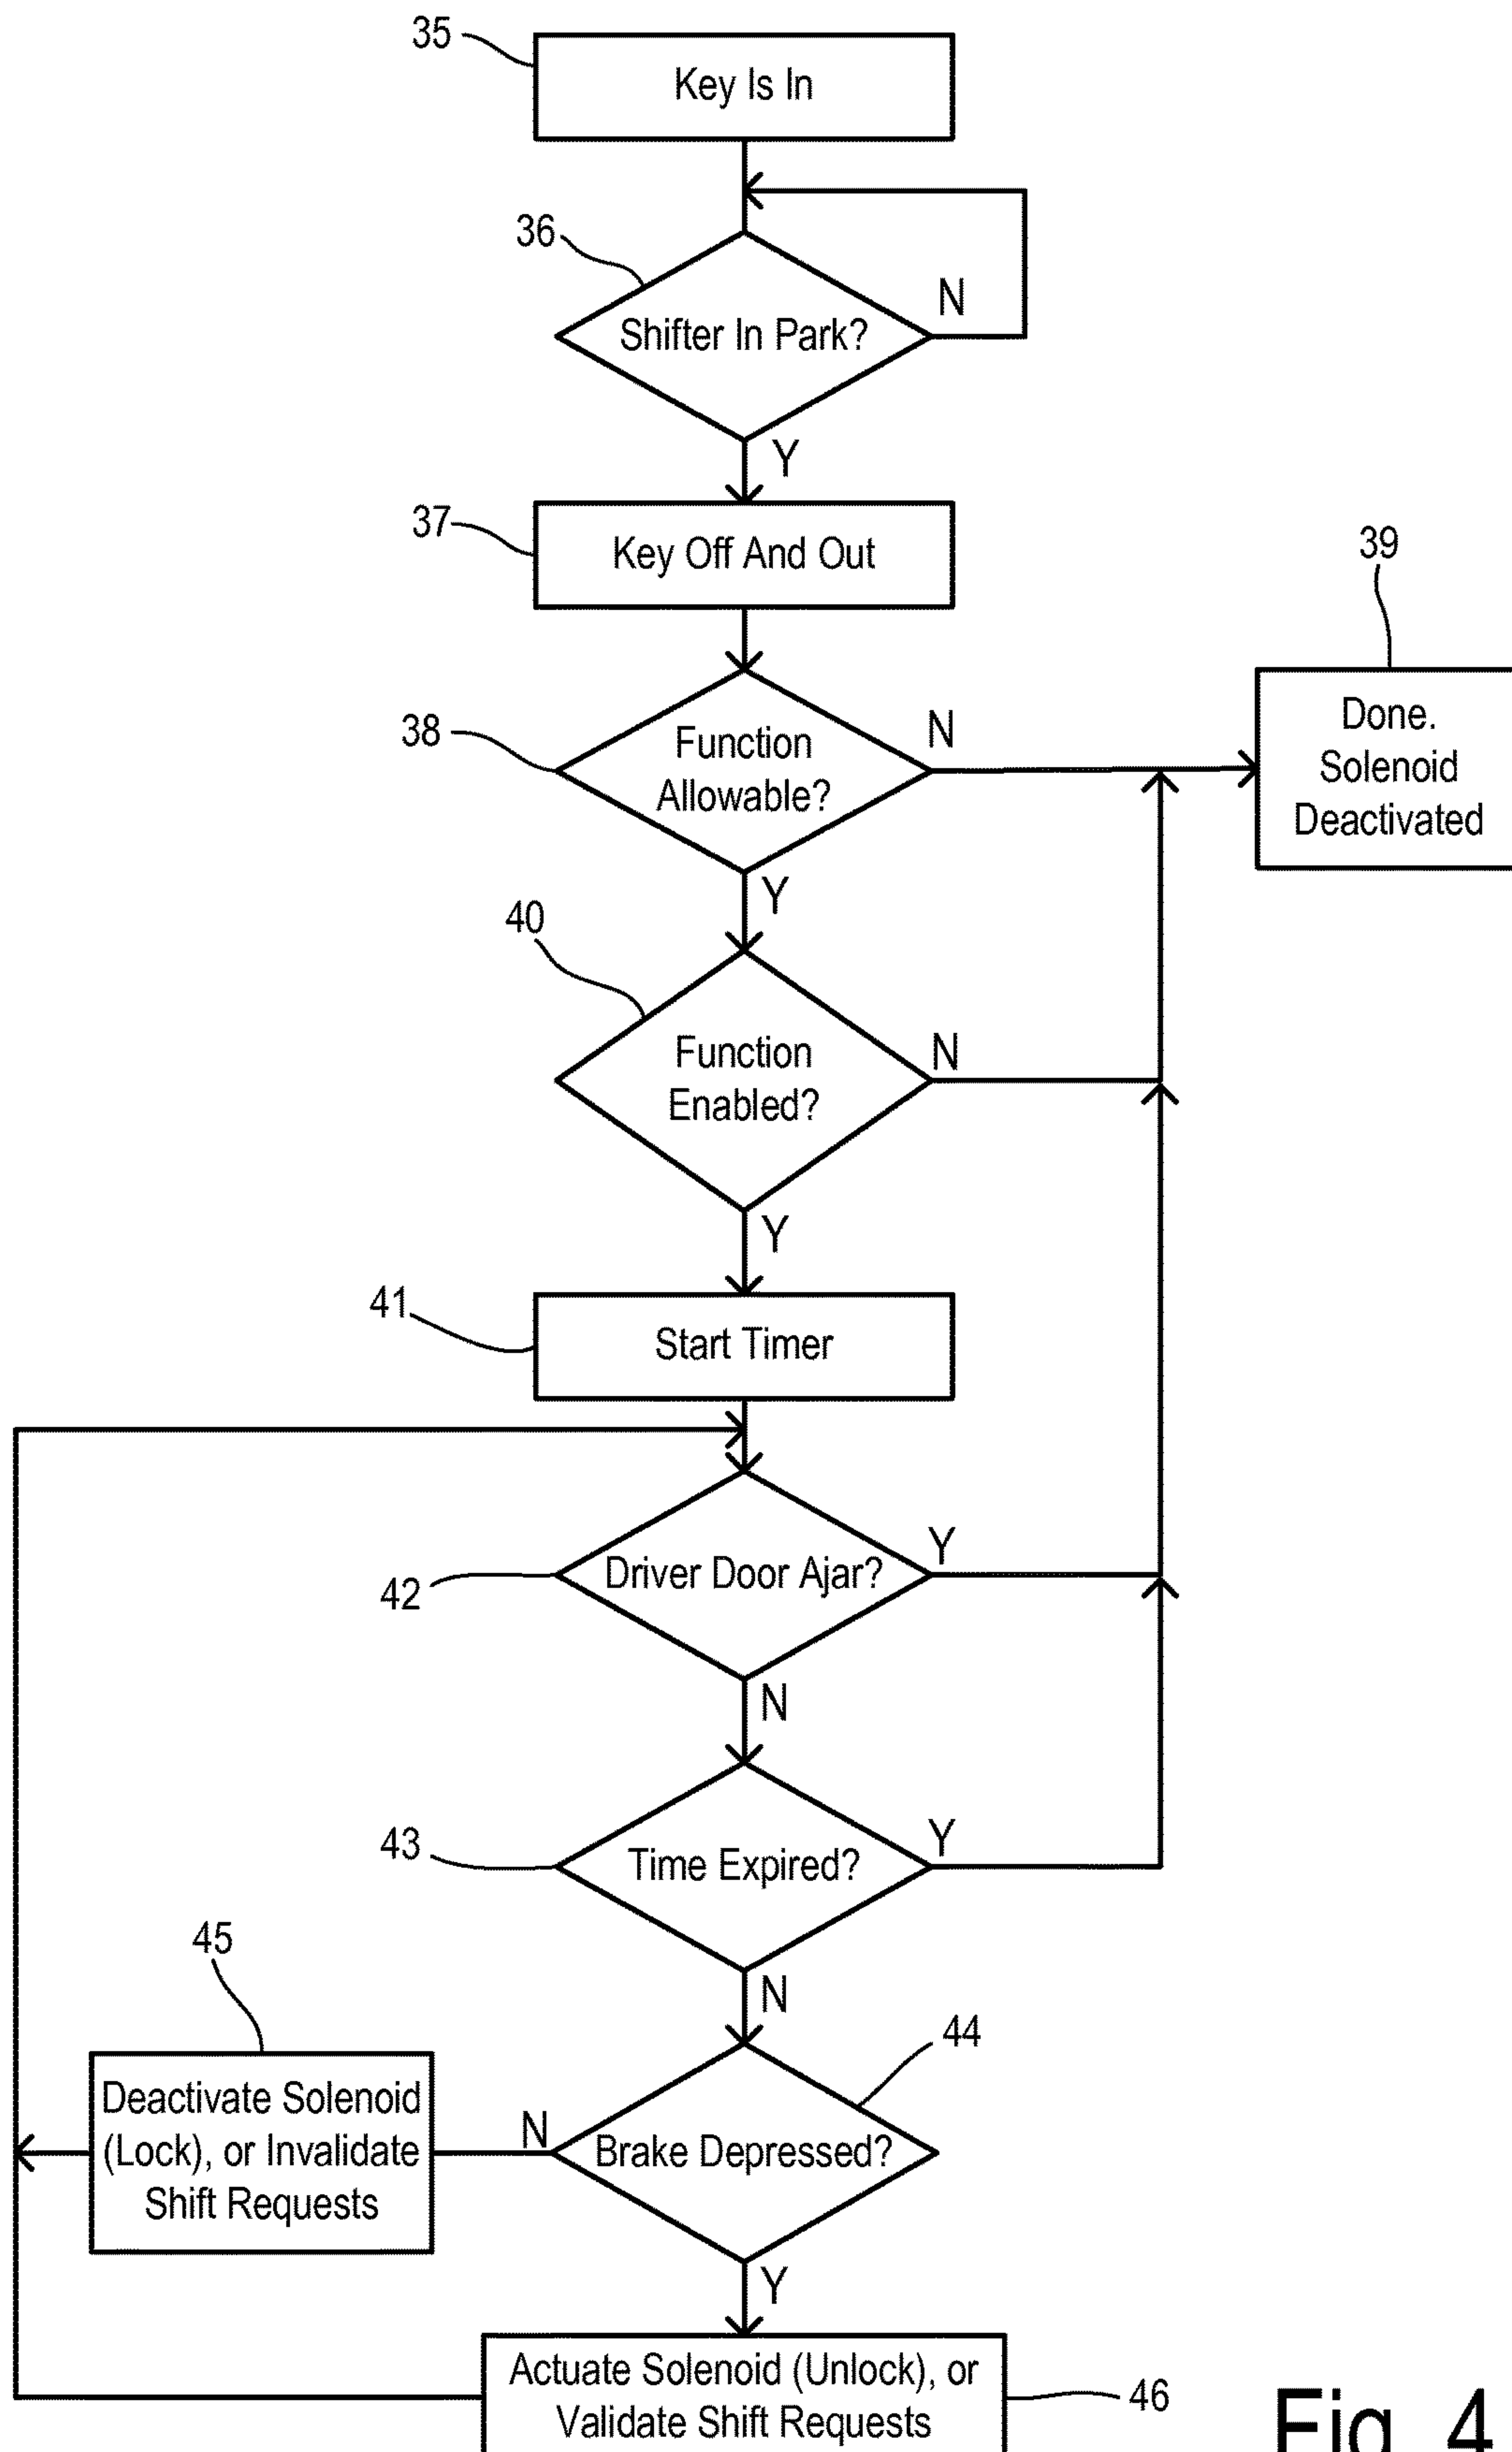 35
Key Is In
36
Shifter In Park?
N
Y
37
Key Off And Out
39
Done.
Solenoid
Deactivated
38
Function
Allowable?
N
Y
40
Function
Enabled?
N
Y
41
Start Timer
42
Driver Door Ajar?
Y
N
43
Time Expired?
Y
N
45
44
Deactivate Solenoid
(Lock), or Invalidate
Shift Requests
N
Brake Depressed?
Y
Actuate Solenoid (Unlock), or
Validate Shift Requests
46
Fig. 4